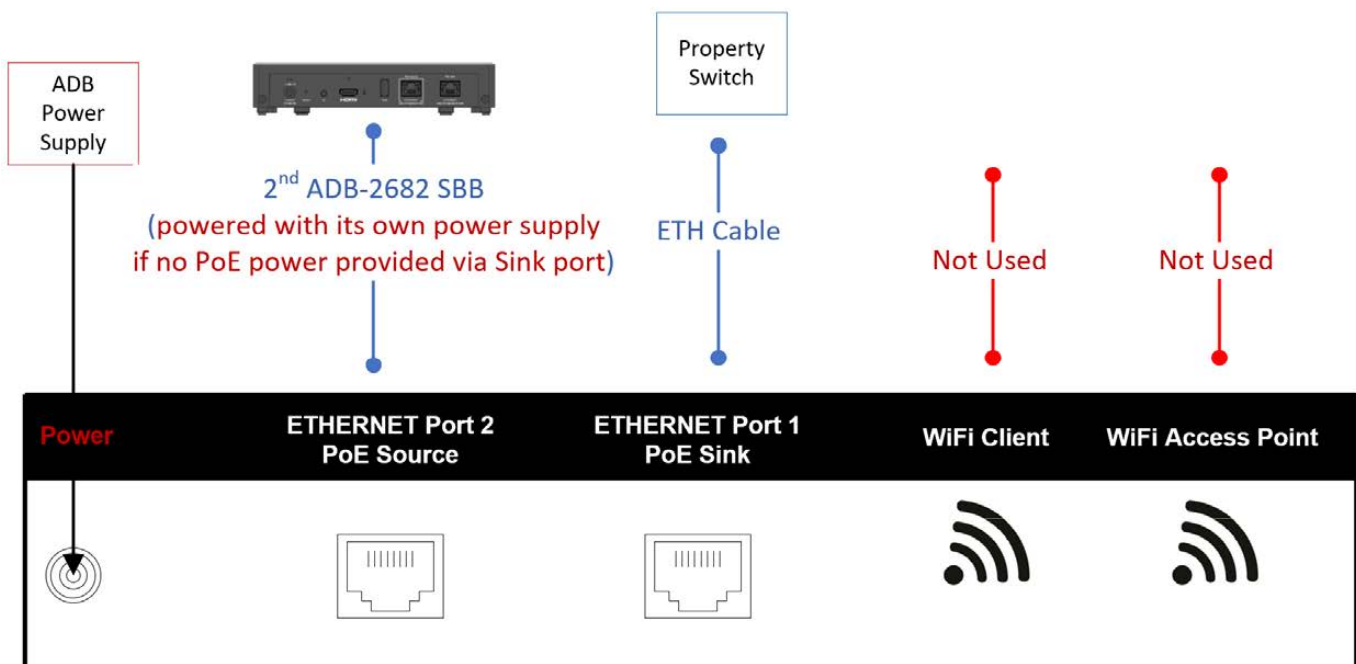 ADB
Power
Supply
HDMI
Property
Switch
2nd ADB-2682 SBB
(powered with its own power supply
if no PoE power provided via Sink port)
ETH Cable
Not Used
Not Used
Power
ETHERNET Port 2
PoE Source
ETHERNET Port 1
PoE Sink
WiFi Client
WiFi Access Point